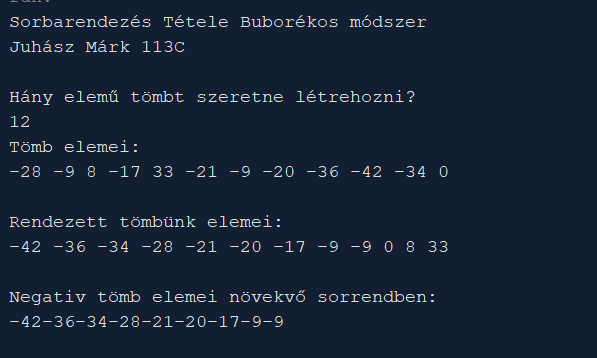 Sorbarendezés Tétele Buborékos módszer
Juhász Márk 113C
Hány elemű tömbt szeretne létrehozni?
12
Tömb elemei:
-28 -9 8 -17 33 -21 -9 -20 -36 -42 -34 0
Rendezett tömbünk elemei:
-42 -36 -34 -28 -21 -20 -17 -9 -9 0 8 33
Negativ tömb elemei növekvő sorrendben:
-42-36-34-28-21-20-17-9-9